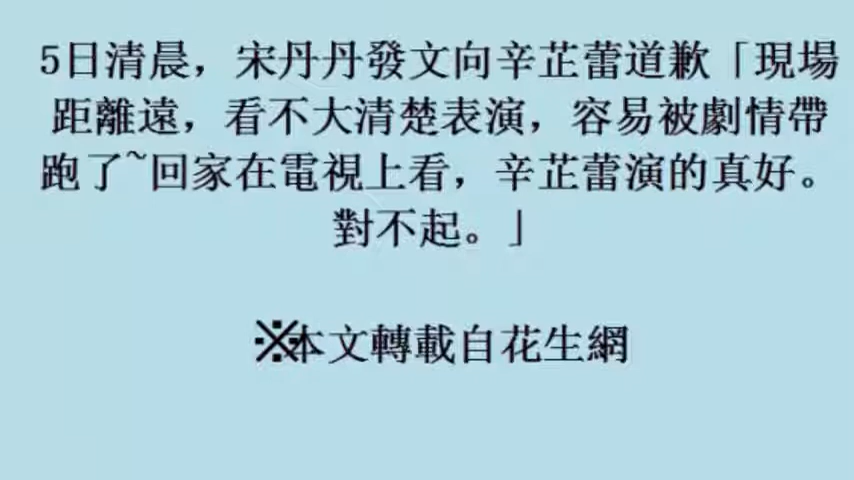 5日清晨，宋丹丹發文向辛芷蕾道歉「現場
距離遠，看不大清楚表演，容易被劇情帶
跑了~回家在電視上看，辛芷蕾演的真好。
對不起。」
※本文轉載自花生網